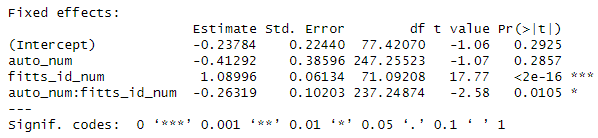 Fixed effects:
Estimate Std. Error df t value Pr(>|t|)
(Intercept) -0.23784 0.22440 77.42070 -1.06 0.2925
auto_num -0.41292 0.38596 247.25523 -1.07 0.2857
fitts_id_num 1.08996 0.06134 71.09208 17.77 <2e-16 ***
auto_num:fitts_id_num -0.26319 0.10203 237.24874 -2.58 0.0105 *
---
Signif. codes: 0 ‘***’ 0.001 ‘**’ 0.01 ‘*’ 0.05 ‘.’ 0.1 ‘ ’ 1